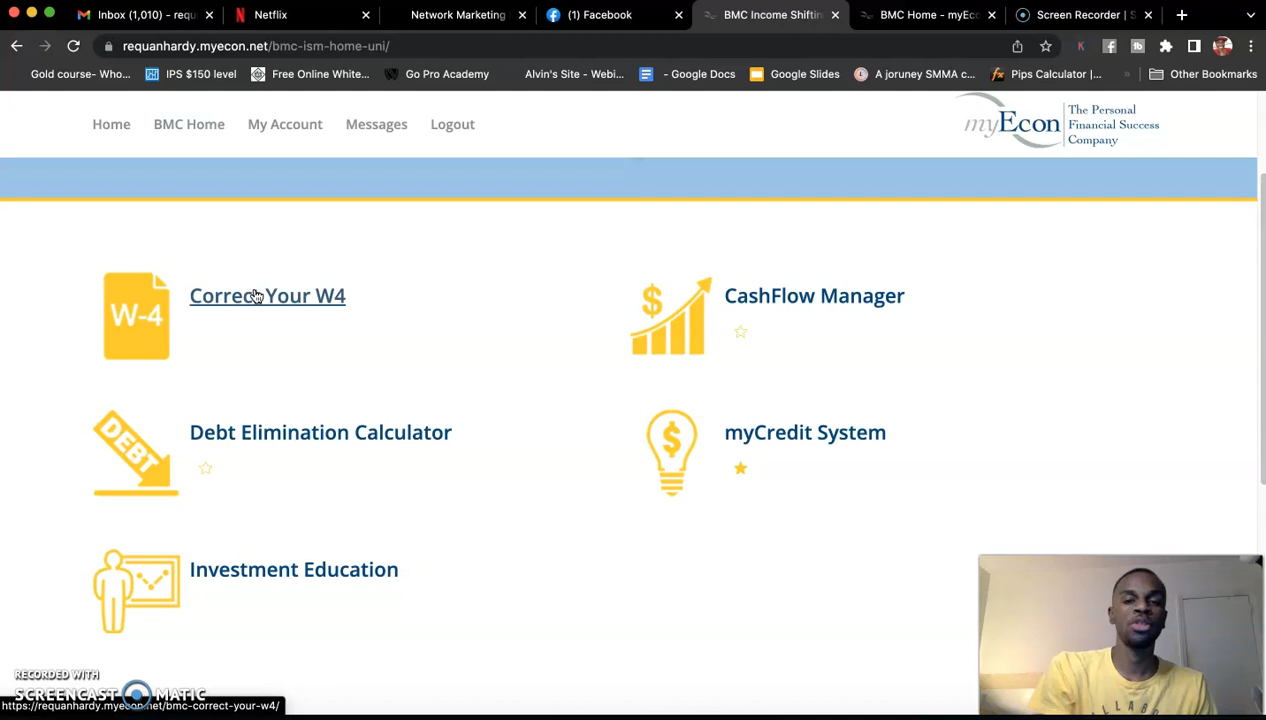 Inbox (1,010) - requ
Netflix
Network Marketing
(1) Facebook
BMC Income Shiftin
BMC Home - myEc
Screen Recorder | S
requanhardy.myecon.net/bmc-ism-home-uni/
Gold course- Who...
IPS $150 level
Free Online White...
Go Pro Academy
Alvin's Site - Webi...
- Google Docs
Google Slides
A joruney SMMA c...
Pips Calculator |...
»
Other Bookmarks
Home
BMC Home
My Account
Messages
Logout
myEcon
The Personal
Financial Success
Company
W-4
Correct Your W4
$
CashFlow Manager
DEBT
Debt Elimination Calculator
$
myCredit System
Investment Education
RECORDED WITH
SCREENCAST MATIC
https://requanhardy.myecon.net/bmc-correct-your-w4/